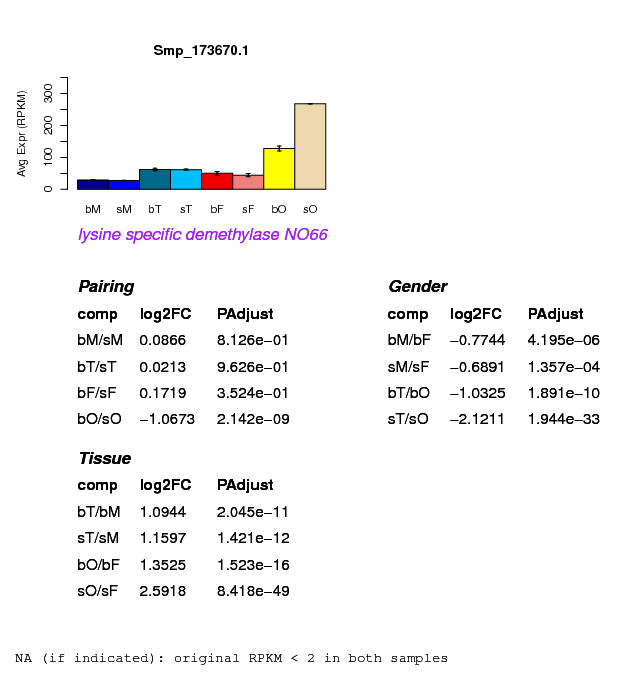 Smp_173670.1
Avg Expr (RPKM)
0 100 200 300
bM sM bT sT bF sF bO sO
lysine specific demethylase NO66
Pairing
comp log2FC PAdjust
bM/sM 0.0866 8.126e−01
bT/sT 0.0213 9.626e−01
bF/sF 0.1719 3.524e−01
bO/sO −1.0673 2.142e−09
Gender
comp log2FC PAdjust
bM/bF −0.7744 4.195e−06
sM/sF −0.6891 1.357e−04
bT/bO −1.0325 1.891e−10
sT/sO −2.1211 1.944e−33
Tissue
comp log2FC PAdjust
bT/bM 1.0944 2.045e−11
sT/sM 1.1597 1.421e−12
bO/bF 1.3525 1.523e−16
sO/sF 2.5918 8.418e−49
NA (if indicated): original RPKM < 2 in both samples